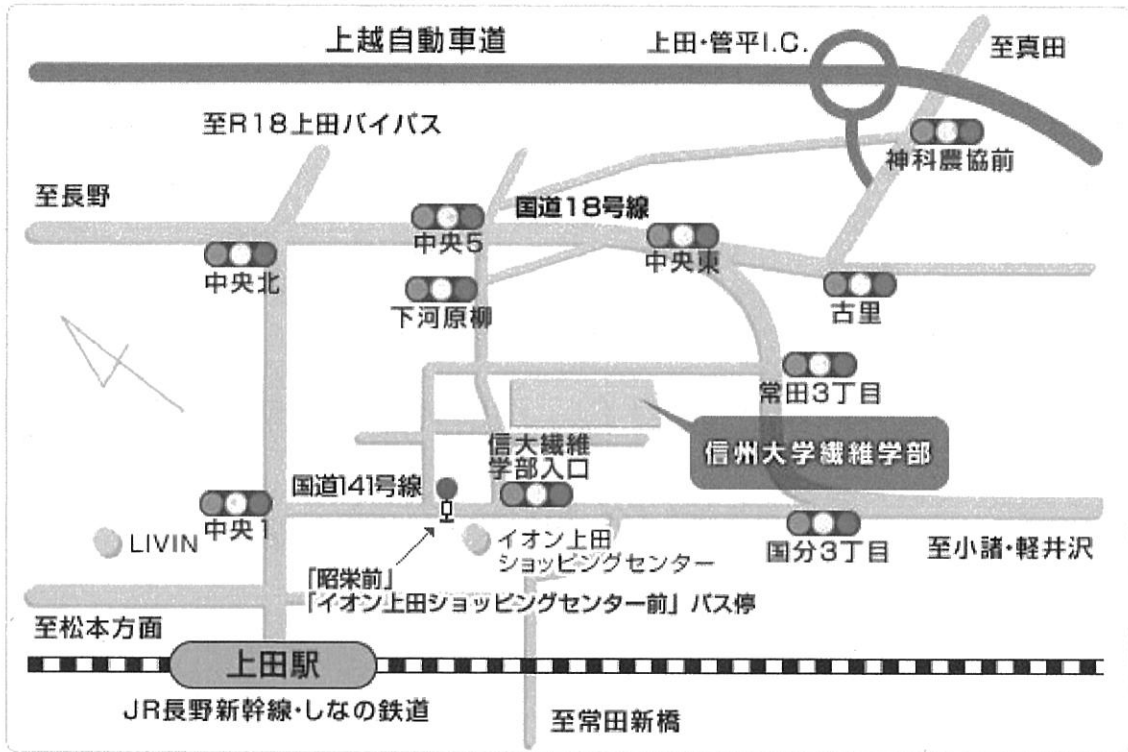 上越自動車道
上田・管平I.C.
至真田
至R18上田バイパス
神科農協前
至長野
国道18号線
中央5
中央北
中央東
古里
下河原柳
常田3丁目
信州大学繊維学部
信大繊維
学部入口
国道141号線
中央1
LIVIN
イオン上田
ショッピングセンター
国分3丁目
至小諸・軽井沢
「昭栄前」
「イオン上田ショッピングセンター前」バス停
至松本方面
上田駅
JR長野新幹線・しなの鉄道
至常田新橋